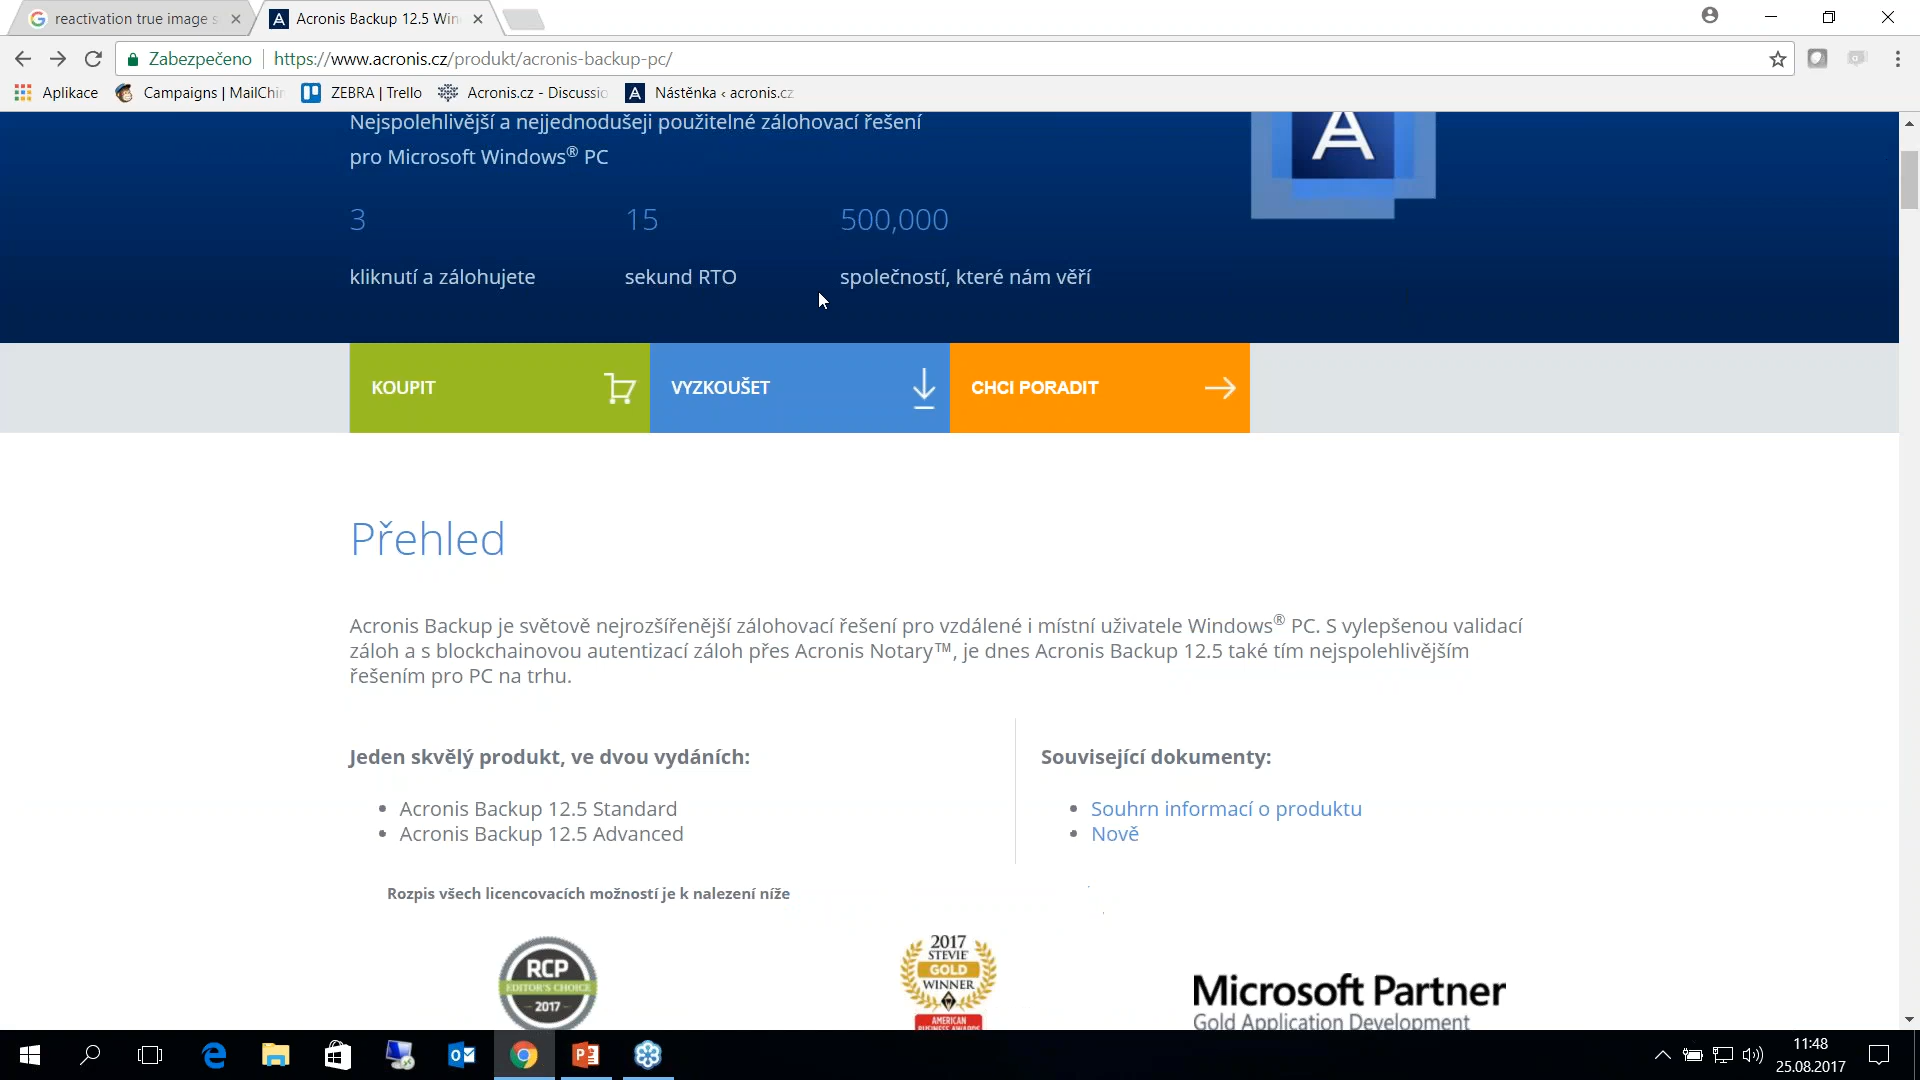 reactivation true image s
Acronis Backup 12.5 Win
Zabezpečeno
https://www.acronis.cz/produkt/acronis-backup-pc/
Aplikace
Campaigns | MailChim
ZEBRA | Trello
Acronis.cz - Discussio
Nástěnka ‹ acronis.cz
Nejspolehlivější a nejjednodušeji použitelné zálohovací řešení
pro Microsoft Windows® PC
3
15
500,000
kliknutí a zálohujete
sekund RTO
společností, které nám věří
KOUPIT
VYZKOUŠET
CHCI PORADIT
Přehled
Acronis Backup je světově nejrozšířenější zálohovací řešení pro vzdálené i místní uživatele Windows® PC. S vylepšenou validací
záloh a s blockchainovou autentizací záloh přes Acronis Notary™, je dnes Acronis Backup 12.5 také tím nejspolehlivějším
řešením pro PC na trhu.
Jeden skvělý produkt, ve dvou vydáních:
Acronis Backup 12.5 Standard
Acronis Backup 12.5 Advanced
Rozpis všech licencovacích možností je k nalezení níže
Související dokumenty:
Souhrn informací o produktu
Nově
RCP
EDITOR'S CHOICE
2017
2017
STEVIE
GOLD
WINNER
AMERICAN
BUSINESS AWARDS
Microsoft Partner
Gold Application Development
11:48
25.08.2017